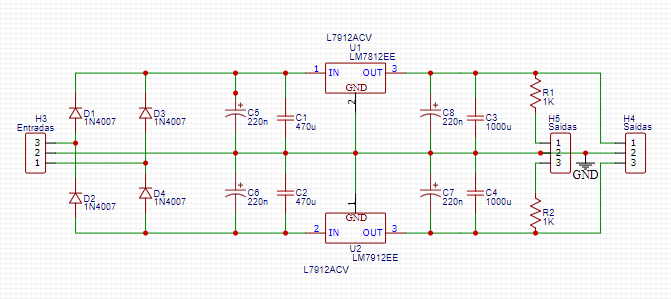 L7912ACV
U1
LM7812EE
1 IN OUT 3
GND
2
D1
1N4007
D3
1N4007
C5
220n
C1
470u
C8
220n
C3
1000u
R1
1K
H3
Entradas
3
2
1
H5
Saidas
1
2
3
H4
Saidas
1
2
3
GND
D2
1N4007
D4
1N4007
C6
220n
C2
470u
C7
220n
C4
1000u
R2
1K
1
GND
2 IN OUT 3
U2
LM7912EE
L7912ACV